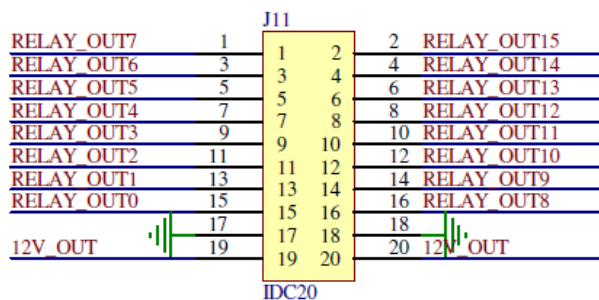 J11
RELAY_OUT7 1 1 2 2 RELAY_OUT15
RELAY_OUT6 3 3 4 4 RELAY_OUT14
RELAY_OUT5 5 5 6 6 RELAY_OUT13
RELAY_OUT4 7 7 8 8 RELAY_OUT12
RELAY_OUT3 9 9 10 10 RELAY_OUT11
RELAY_OUT2 11 11 12 12 RELAY_OUT10
RELAY_OUT1 13 13 14 14 RELAY_OUT9
RELAY_OUT0 15 15 16 16 RELAY_OUT8
17 17 18 18
12V_OUT 19 19 20 20 12V_OUT
IDC20